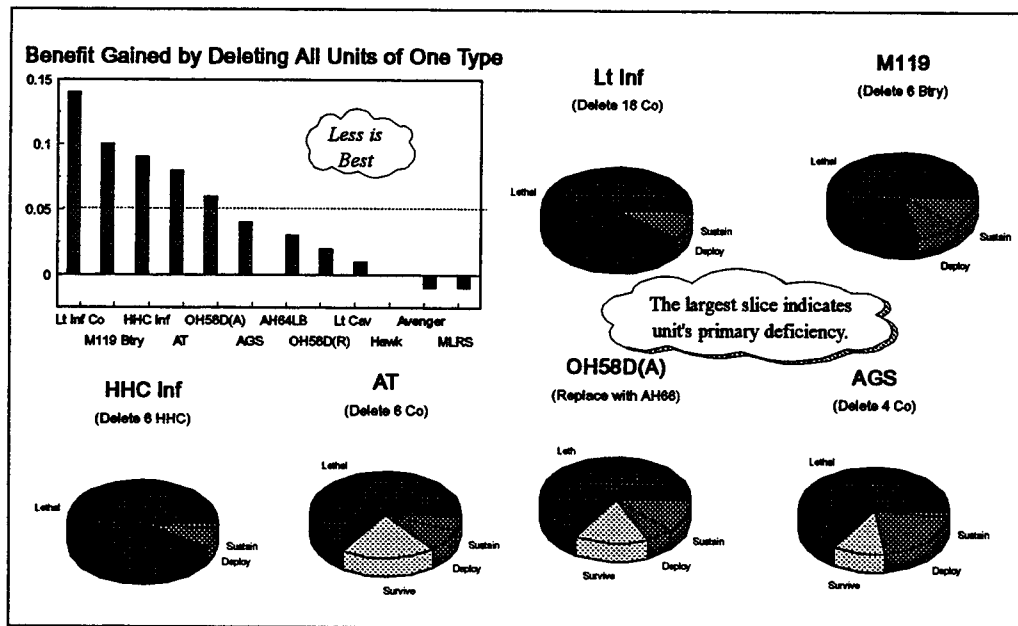 Benefit Gained by Deleting All Units of One Type
0.15
0.1
0.05
0
Less is
Best
Lt Inf Co
HHC Inf
OH58D(A)
AH64LB
Lt Cav
Avenger
M119 Btry
AT
AGS
OH58D(R)
Hawk
MLRS
Lt Inf
(Delete 18 Co)
Lethal
Sustain
Deploy
M119
(Delete 6 Btry)
Lethal
Sustain
Deploy
The largest slice indicates
unit's primary deficiency.
HHC Inf
(Delete 6 HHC)
Lethal
Sustain
Deploy
AT
(Delete 6 Co)
Lethal
Sustain
Deploy
Survive
OH58D(A)
(Replace with AH66)
Leth
Sustain
Deploy
Survive
AGS
(Delete 4 Co)
Lethal
Sustain
Deploy
Survive